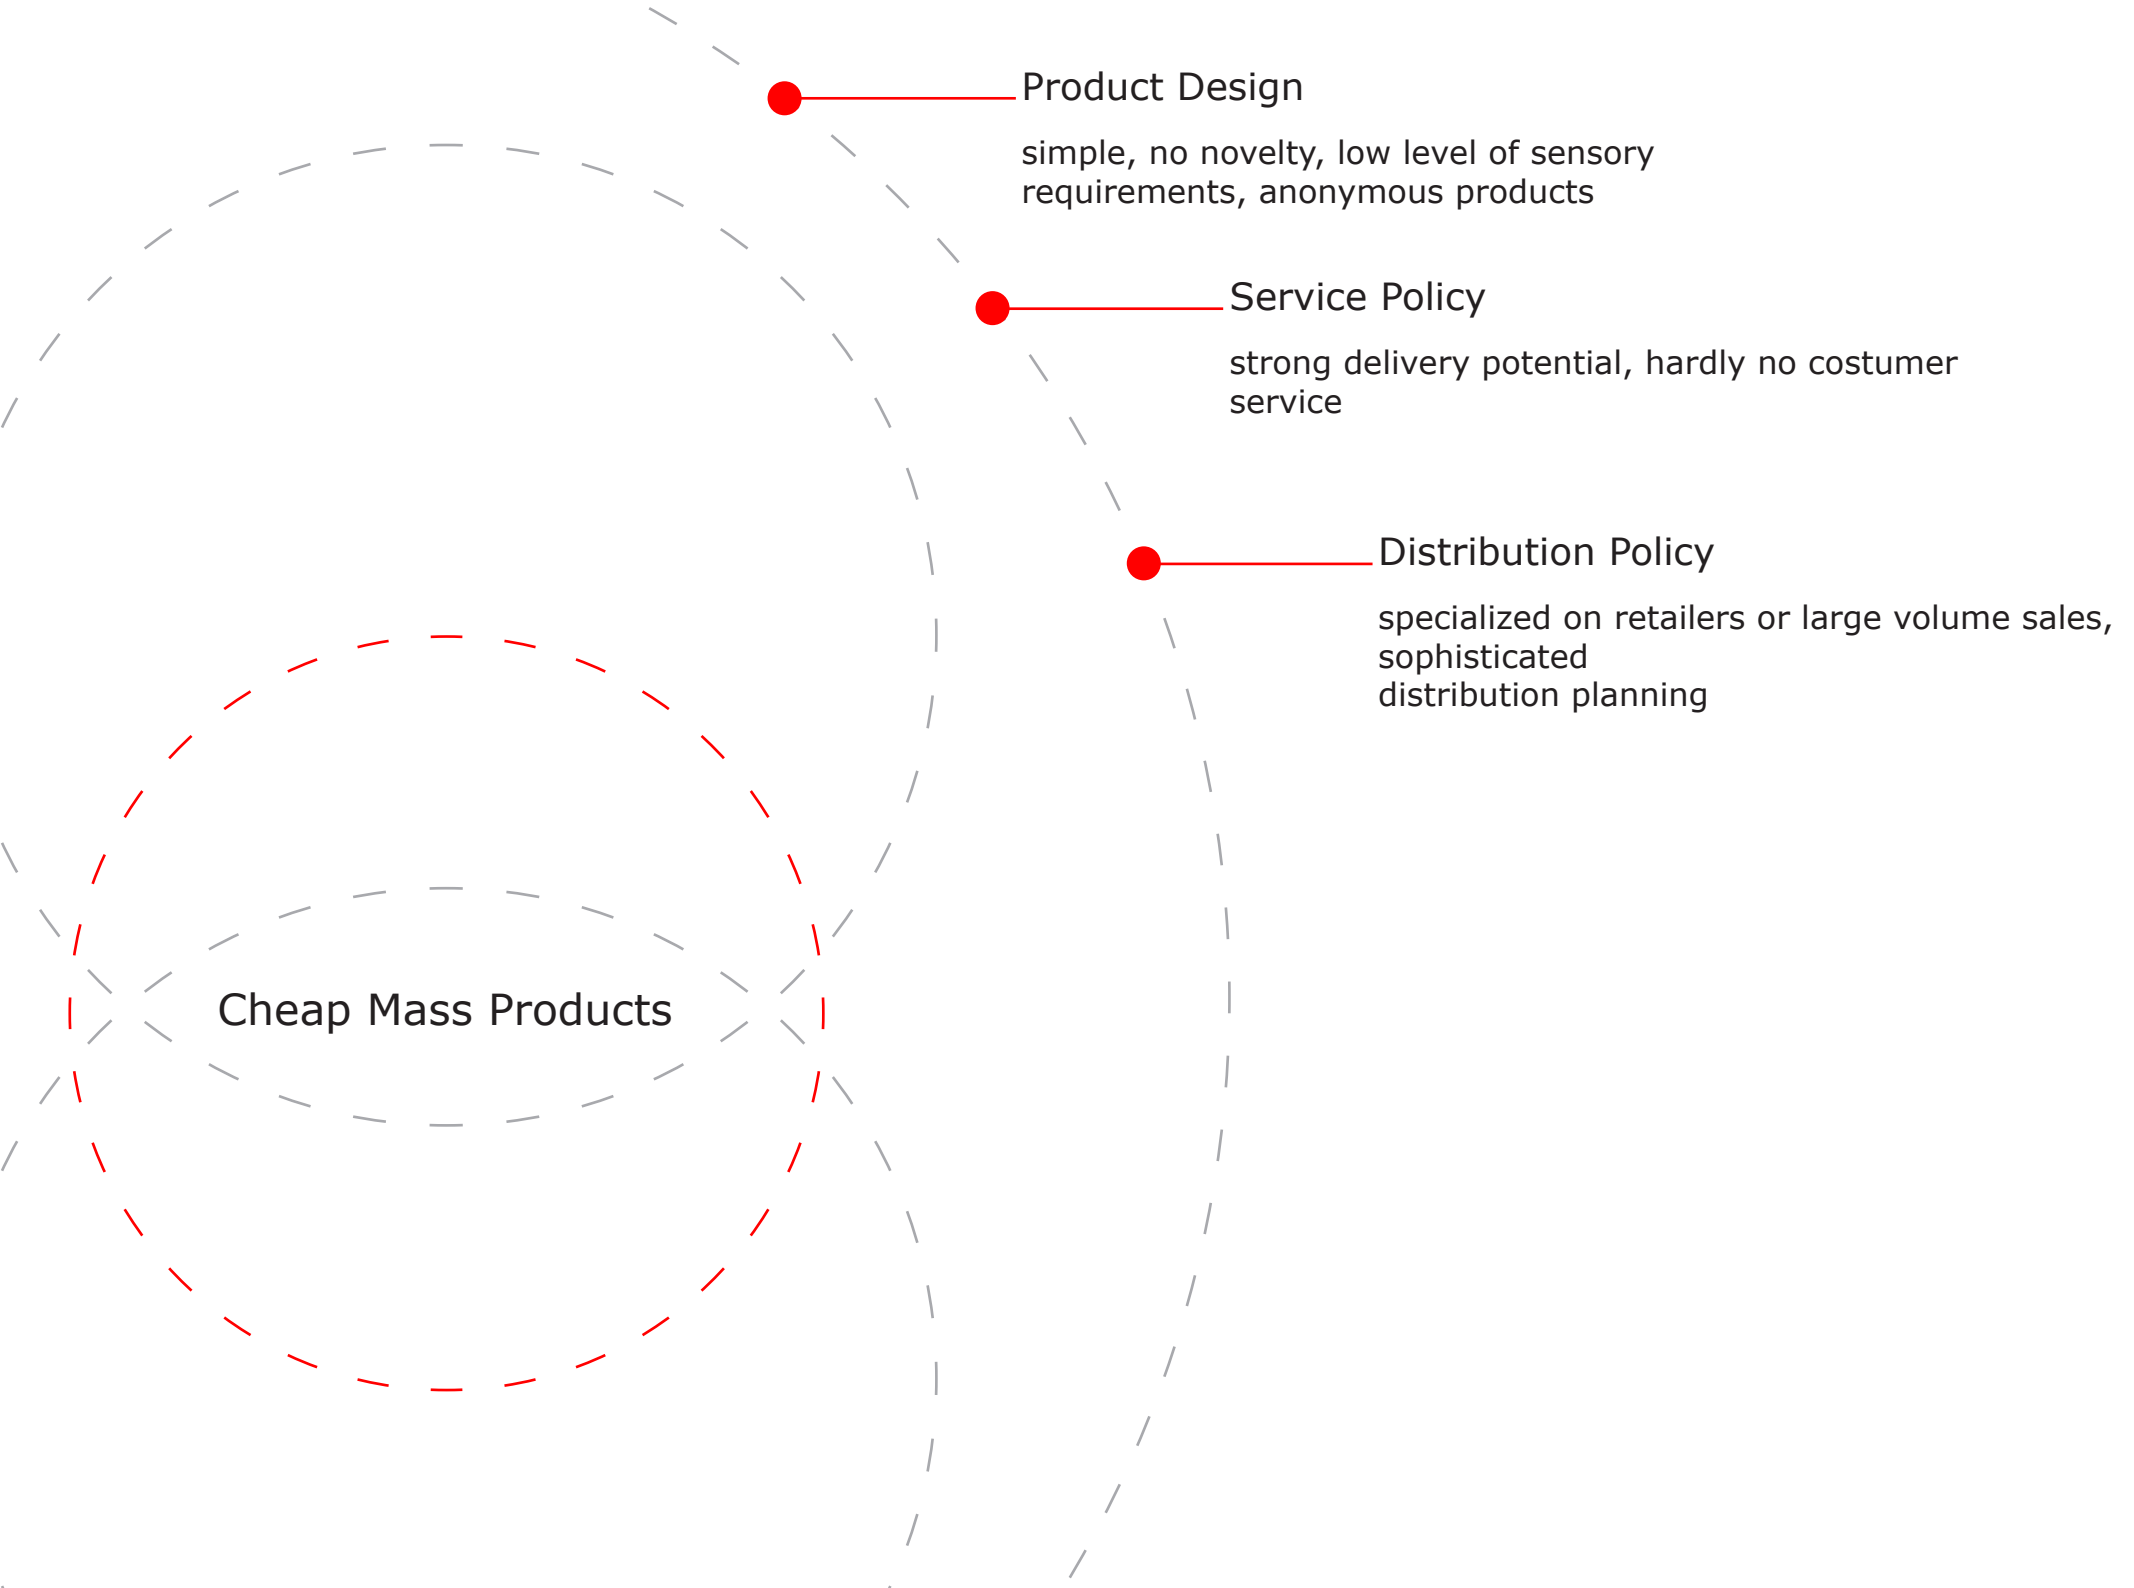 Product Design
simple, no novelty, low level of sensory
requirements, anonymous products
Service Policy
strong delivery potential, hardly no costumer
service
Distribution Policy
specialized on retailers or large volume sales,
sophisticated
distribution planning
Cheap Mass Products